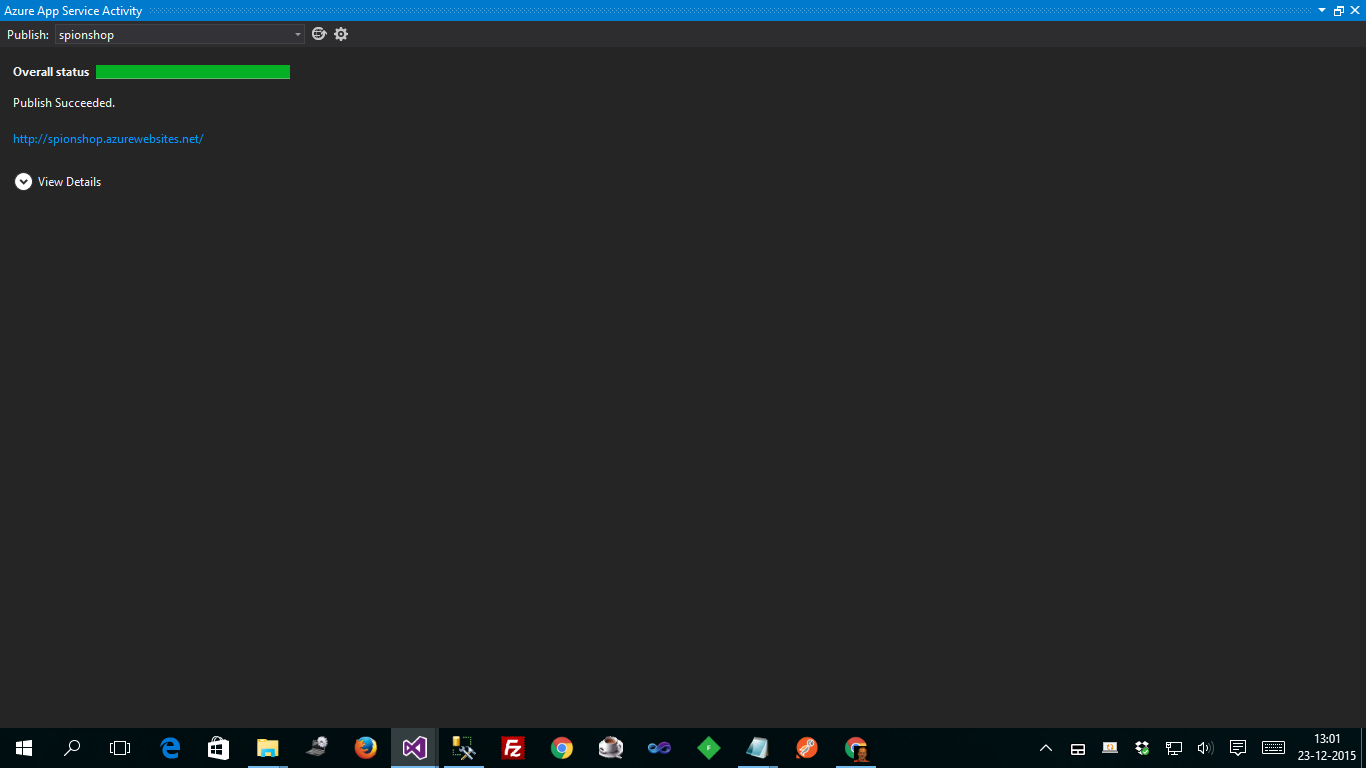 Azure App Service Activity
Publish: spionshop
Overall status
Publish Succeeded.
http://spionshop.azurewebsites.net/
View Details
Fz
F
13:01
23-12-2015